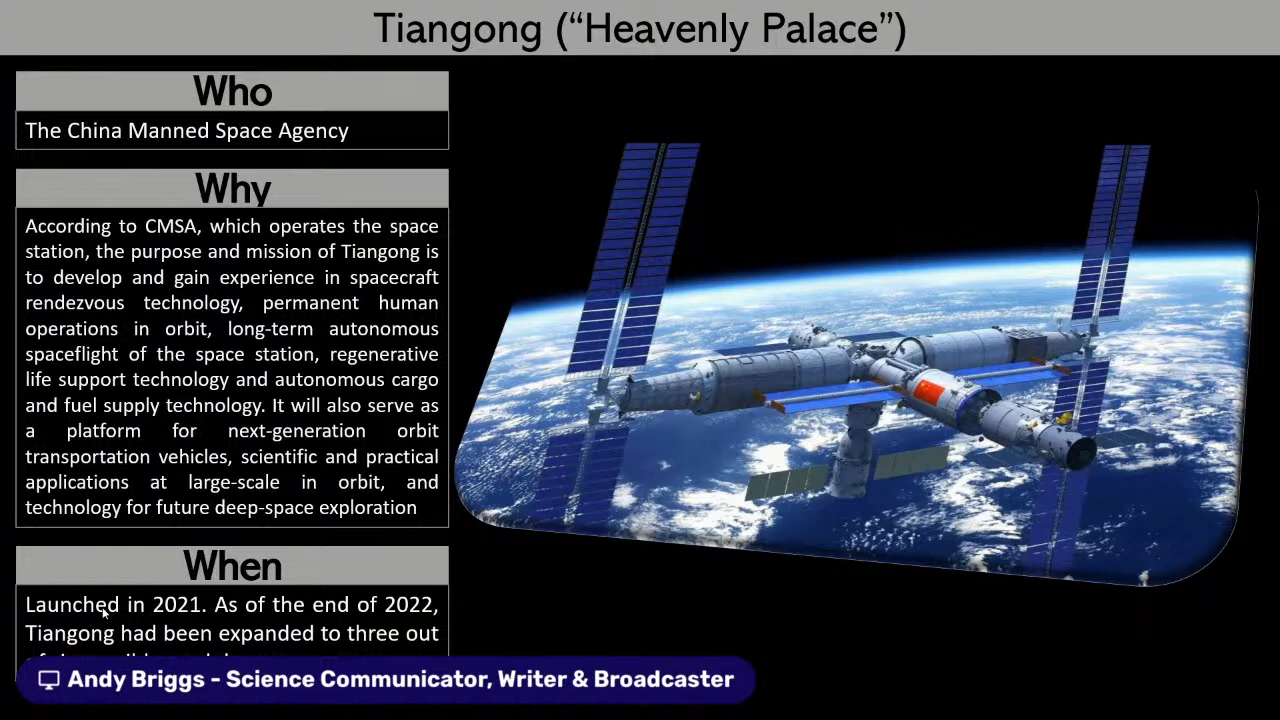 Tiangong (“Heavenly Palace”)
Who
The China Manned Space Agency
Why
According to CMSA, which operates the space
station, the purpose and mission of Tiangong is
to develop and gain experience in spacecraft
rendezvous technology, permanent human
operations in orbit, long-term autonomous
spaceflight of the space station, regenerative
life support technology and autonomous cargo
and fuel supply technology. It will also serve as
a platform for next-generation orbit
transportation vehicles, scientific and practical
applications at large-scale in orbit, and
technology for future deep-space exploration
When
Launched in 2021. As of the end of 2022,
Tiangong had been expanded to three out
Andy Briggs - Science Communicator, Writer & Broadcaster